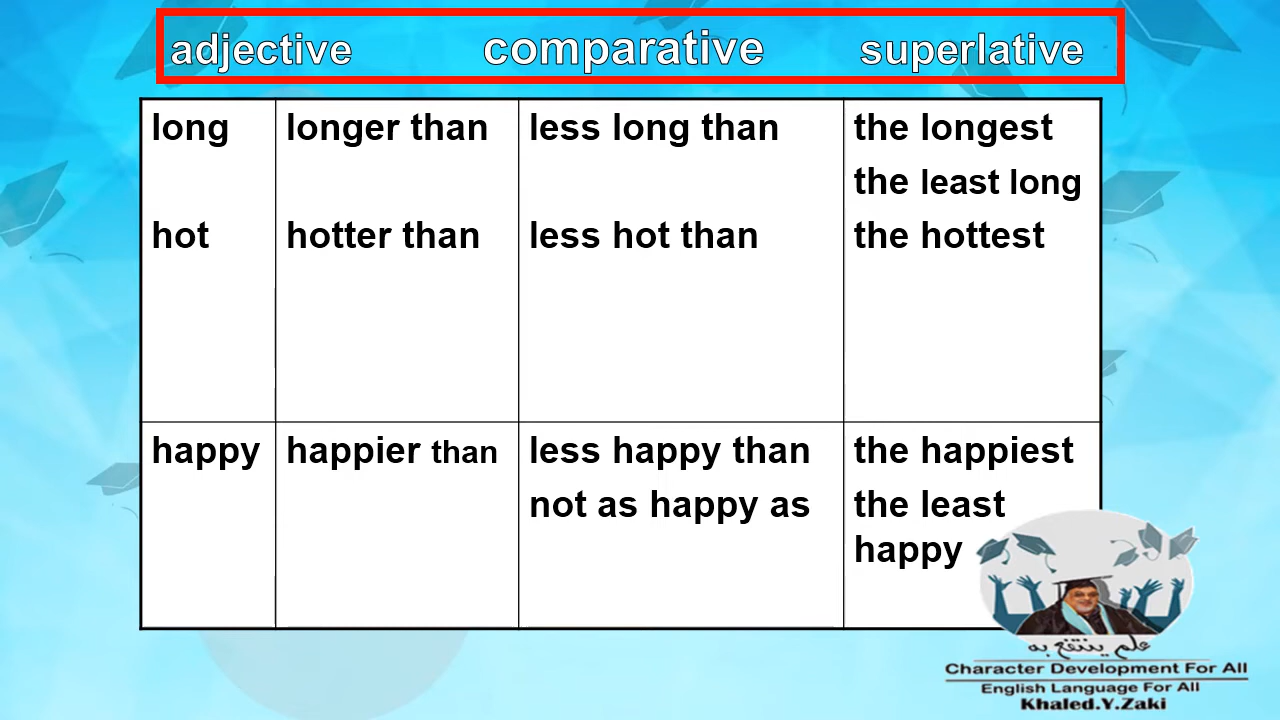 adjective comparative superlative
long longer than less long than the longest
the least long
hot hotter than less hot than the hottest
happy happier than less happy than the happiest
not as happy as the least
happy
علم ينتفع به
Character Development For All
English Language For All
Khaled.Y.Zaki